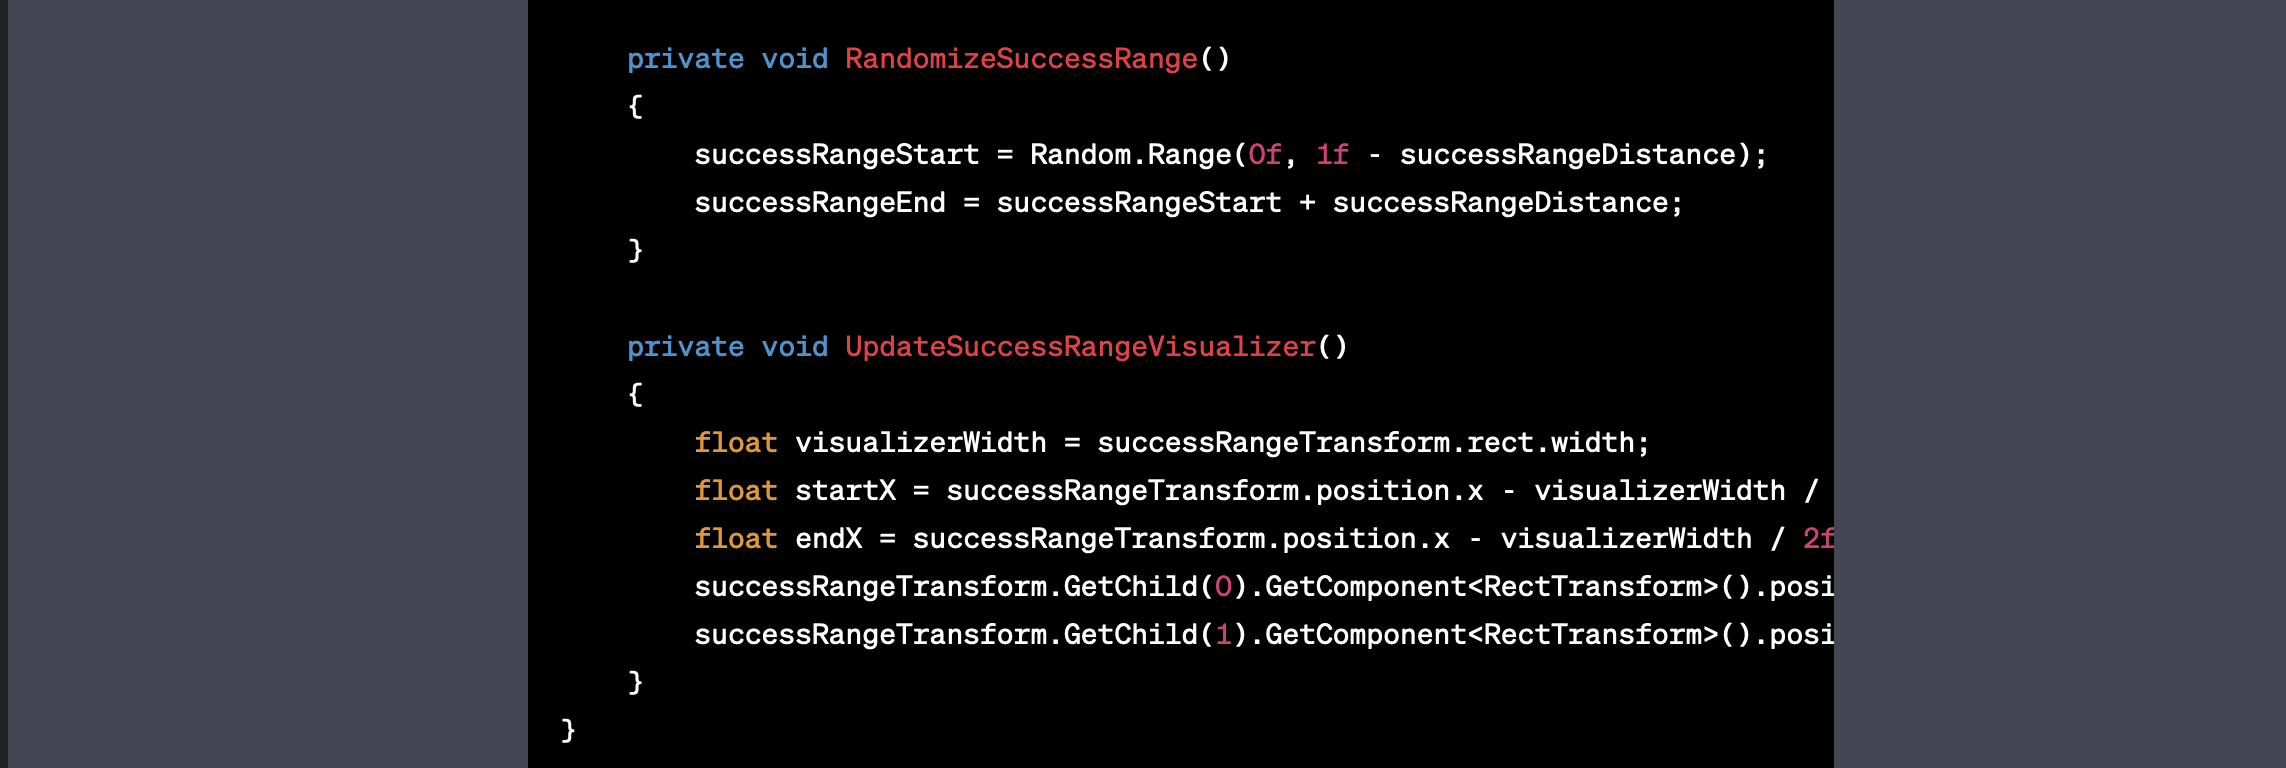 private void RandomizeSuccessRange()
{
successRangeStart = Random.Range(0f, 1f - successRangeDistance);
successRangeEnd = successRangeStart + successRangeDistance;
}
private void UpdateSuccessRangeVisualizer()
{
float visualizerWidth = successRangeTransform.rect.width;
float startX = successRangeTransform.position.x - visualizerWidth /
float endX = successRangeTransform.position.x - visualizerWidth / 2f
successRangeTransform.GetChild(0).GetComponent<RectTransform>().posi
successRangeTransform.GetChild(1).GetComponent<RectTransform>().posi
}
}